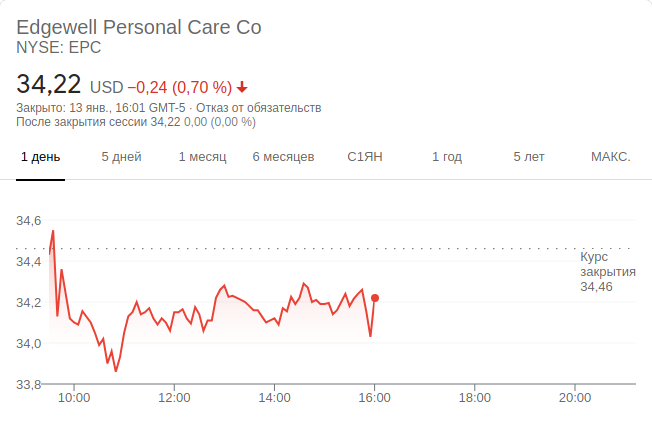 Edgewell Personal Care Co
NYSE: EPC
34,22 USD −0,24 (0,70 %)
Закрыто: 13 янв., 16:01 GMT-5 · Отказ от обязательств
После закрытия сессии 34,22 0,00 (0,00 %)
1 день 5 дней 1 месяц 6 месяцев С1ЯН 1 год 5 лет МАКС.
34,6
34,4
34,2
34,0
33,8
Курс
закрытия
34,46
10:00 12:00 14:00 16:00 18:00 20:00